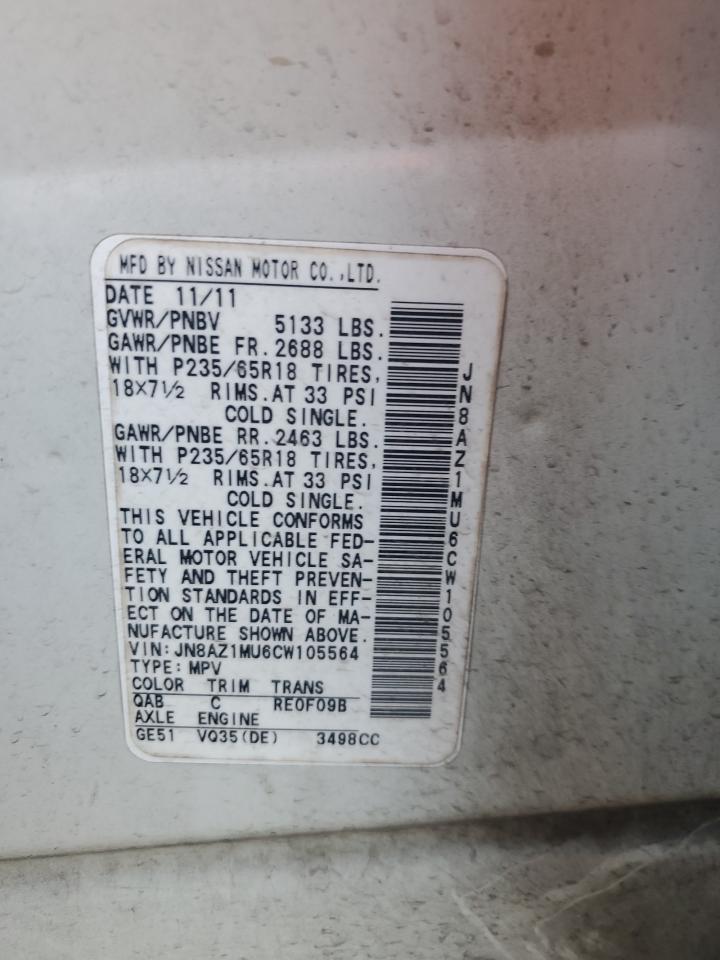 MFD BY NISSAN MOTOR CO.,LTD.
DATE 11/11
GVWR/PNBV 5133 LBS.
GAWR/PNBE FR. 2688 LBS.
WITH P235/65R18 TIRES,
18X7½ RIMS. AT 33 PSI
COLD SINGLE.
GAWR/PNBE RR. 2463 LBS.
WITH P235/65R18 TIRES,
18X7½ RIMS. AT 33 PSI
COLD SINGLE.
THIS VEHICLE CONFORMS
TO ALL APPLICABLE FED-
ERAL MOTOR VEHICLE SA-
FETY AND THEFT PREVEN-
TION STANDARDS IN EFF-
ECT ON THE DATE OF MA-
NUFACTURE SHOWN ABOVE.
VIN: JN8AZ1MU6CW105564
TYPE: MPV
COLOR TRIM TRANS
QAB C RE0F09B
AXLE ENGINE
GE51 VQ35(DE) 3498CC
JN8AZ1MU6CW105564